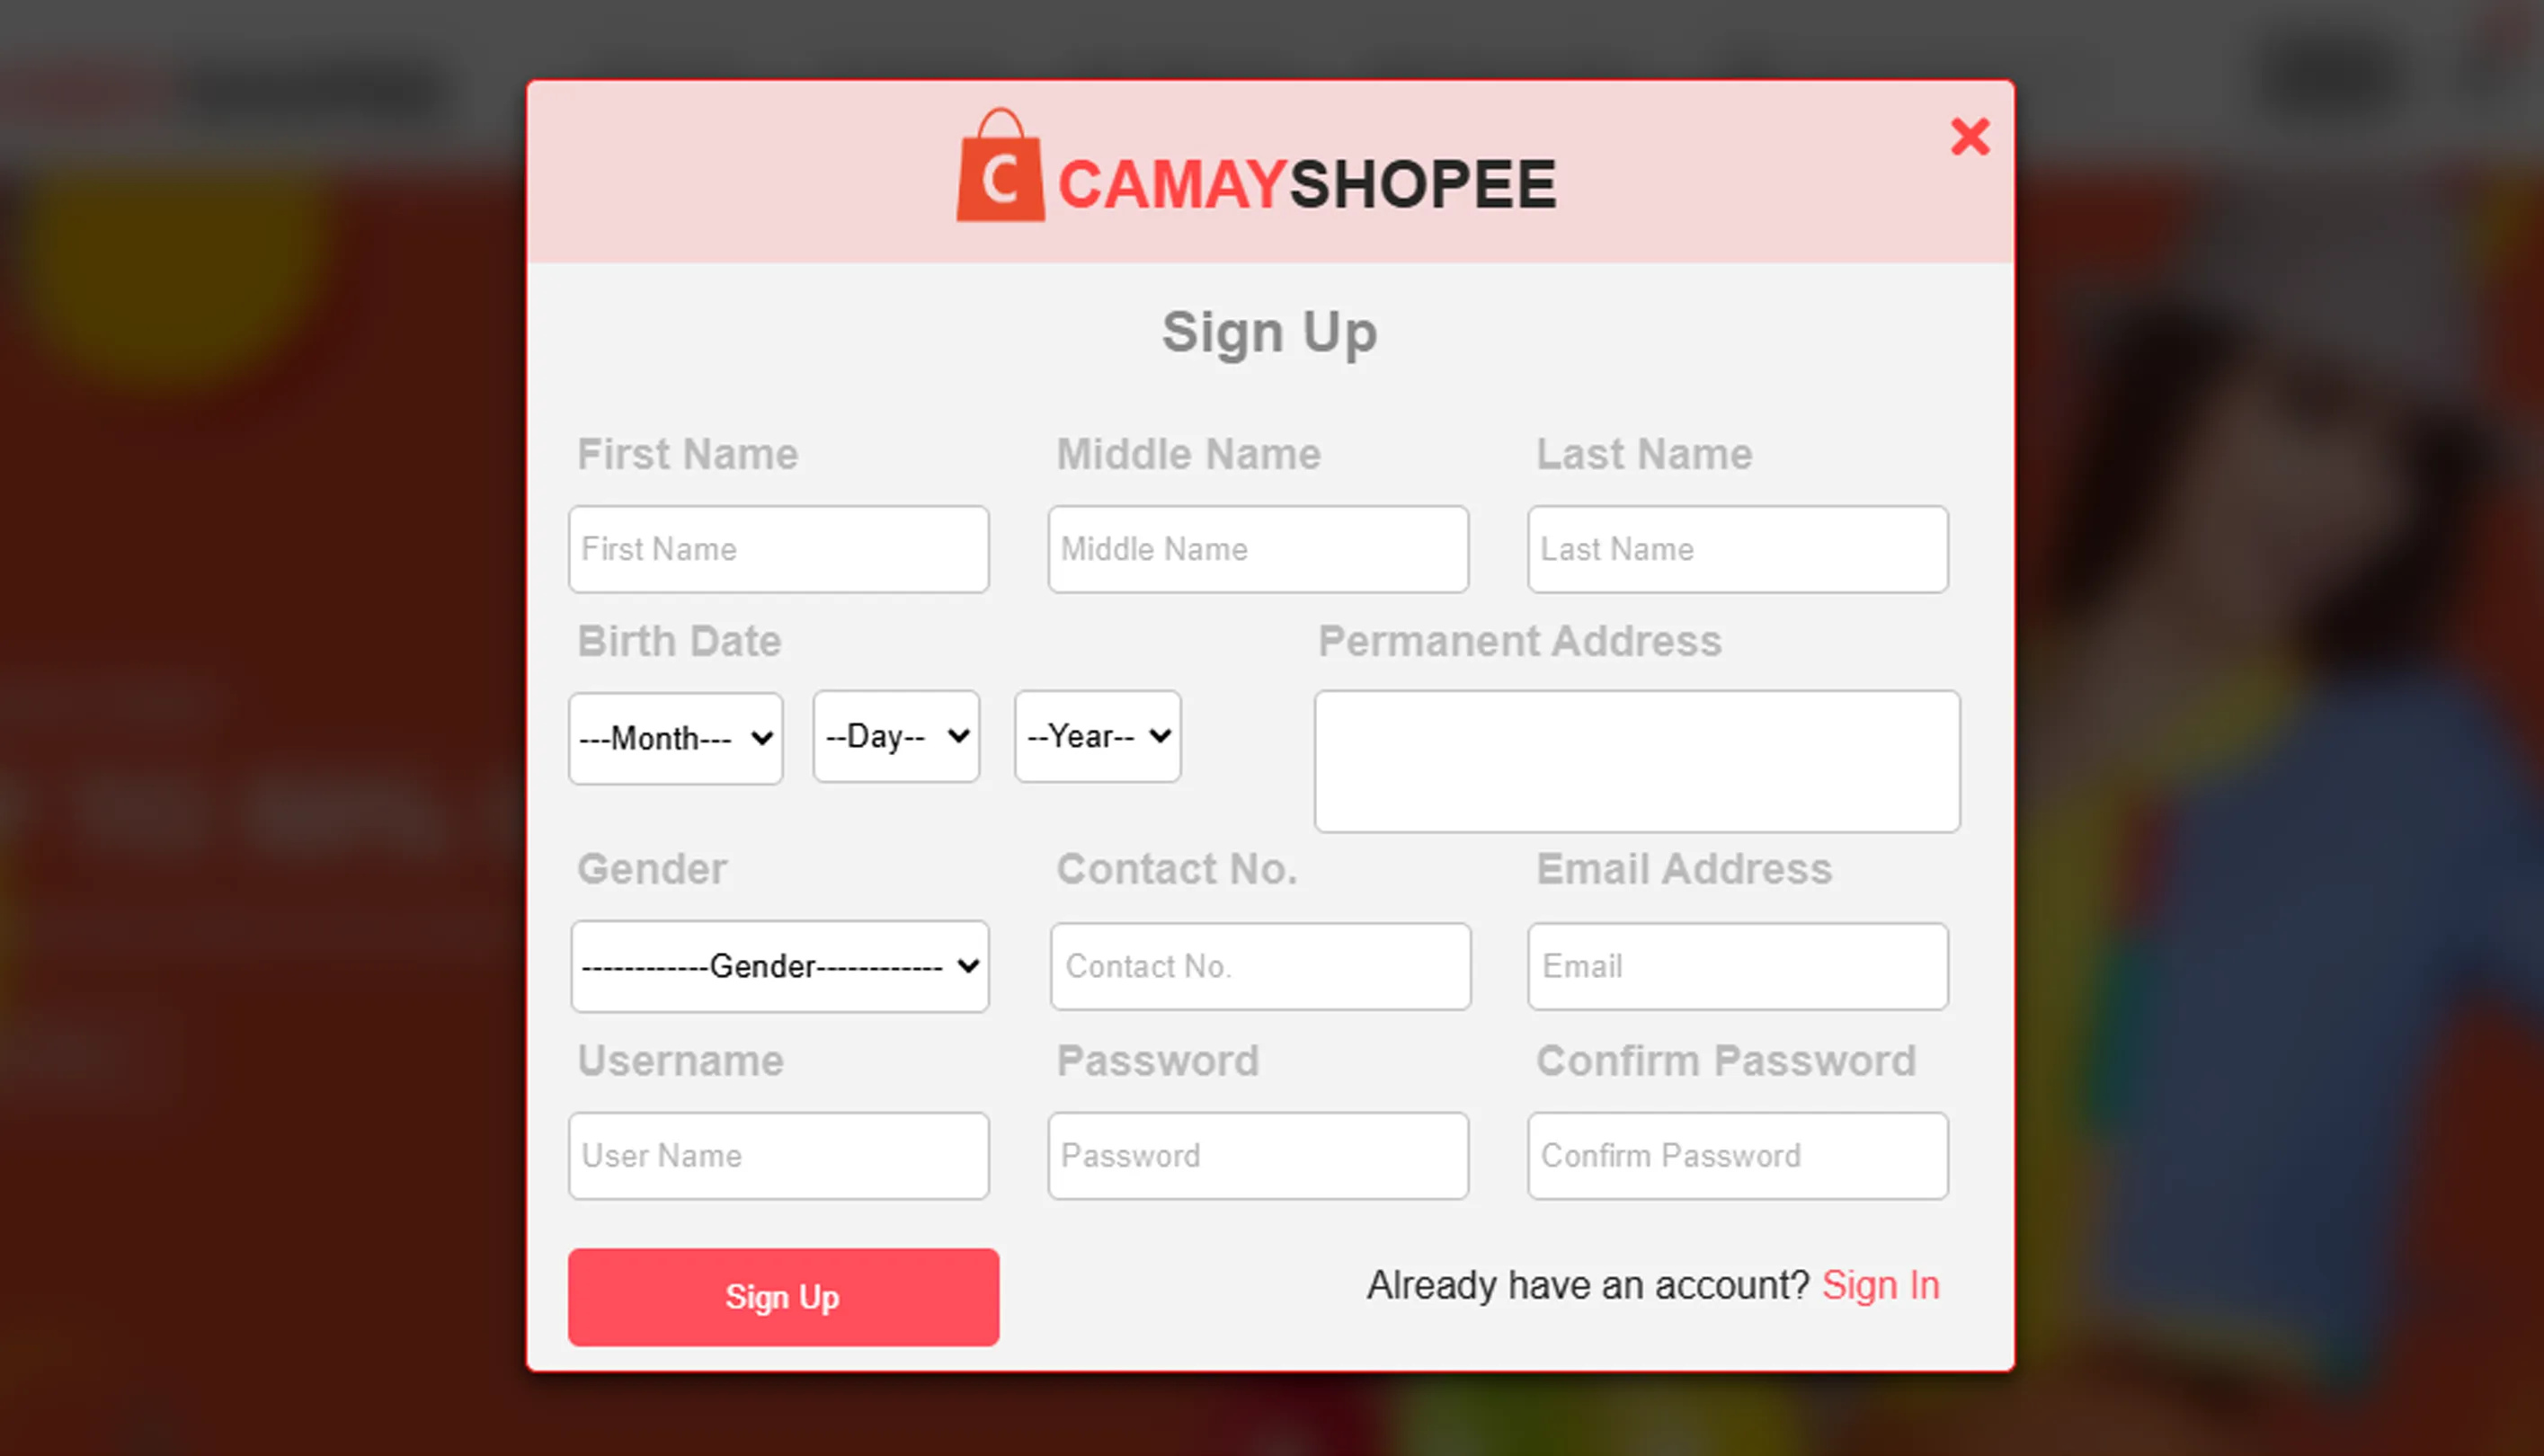 C CAMAYSHOPEE
Sign Up
First Name Middle Name Last Name
First Name Middle Name Last Name
Birth Date Permanent Address
---Month--- --Day-- --Year--
Gender Contact No. Email Address
------------Gender------------ Contact No. Email
Username Password Confirm Password
User Name Password Confirm Password
Sign Up Already have an account? Sign In